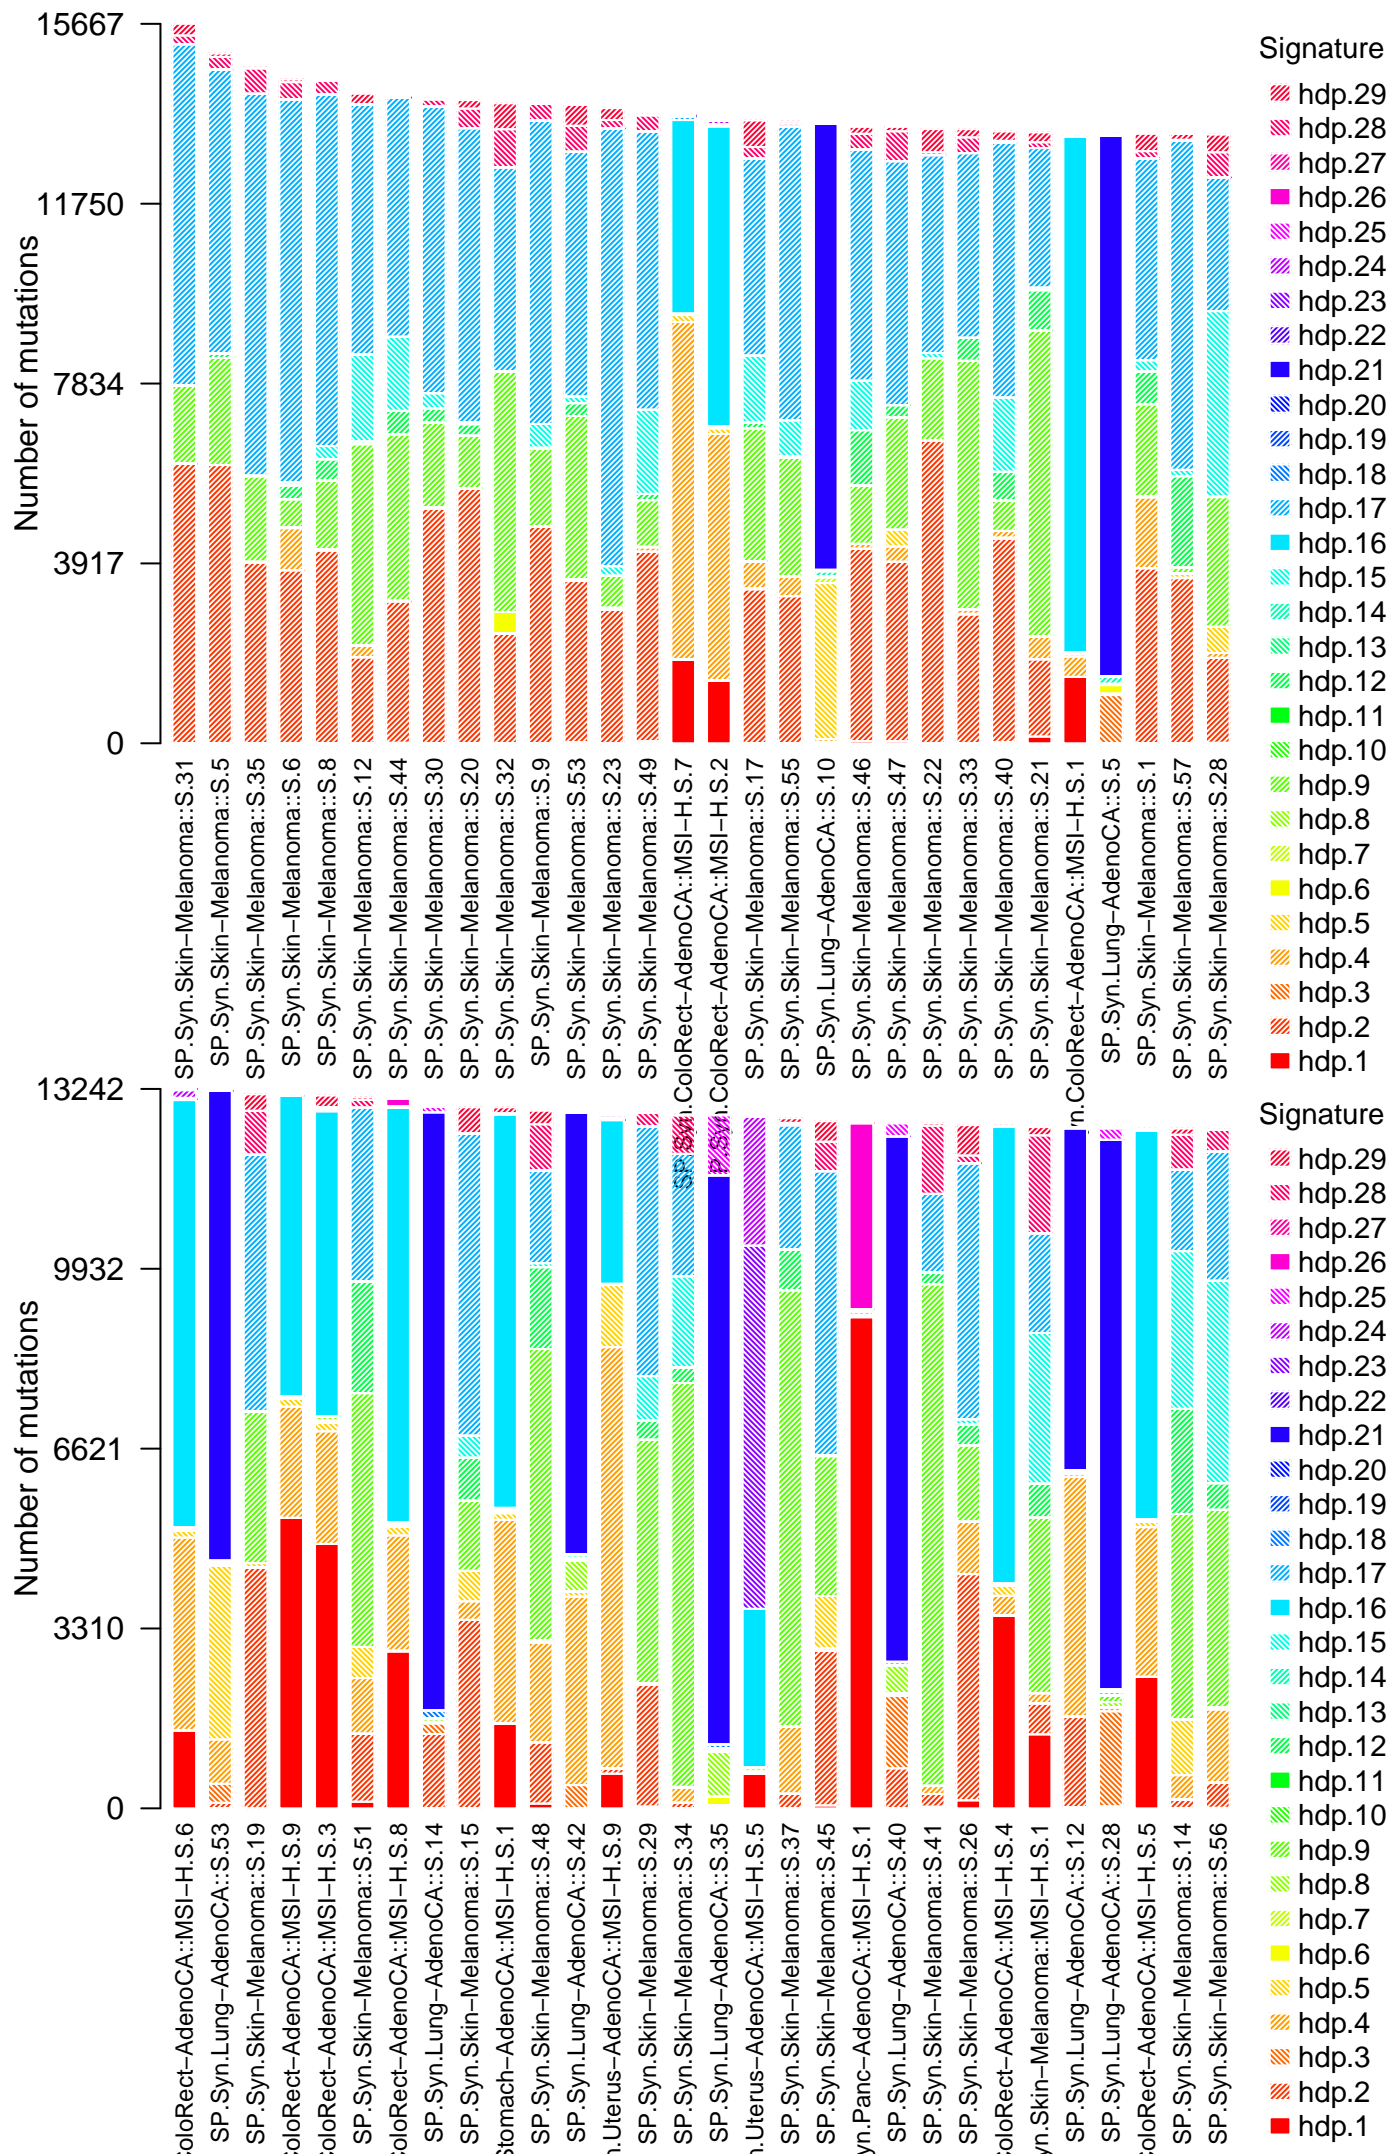 Number of mutations
15667
11750
7834
3917
0
Signature
hdp.29
hdp.28
hdp.27
hdp.26
hdp.25
hdp.24
hdp.23
hdp.22
hdp.21
hdp.20
hdp.19
hdp.18
hdp.17
hdp.16
hdp.15
hdp.14
hdp.13
hdp.12
hdp.11
hdp.10
hdp.9
hdp.8
hdp.7
hdp.6
hdp.5
hdp.4
hdp.3
hdp.2
hdp.1
SP.Syn.Skin−Melanoma::S.31
SP.Syn.Skin−Melanoma::S.5
SP.Syn.Skin−Melanoma::S.35
SP.Syn.Skin−Melanoma::S.6
SP.Syn.Skin−Melanoma::S.8
SP.Syn.Skin−Melanoma::S.12
SP.Syn.Skin−Melanoma::S.44
SP.Syn.Skin−Melanoma::S.30
SP.Syn.Skin−Melanoma::S.20
SP.Syn.Skin−Melanoma::S.32
SP.Syn.Skin−Melanoma::S.9
SP.Syn.Skin−Melanoma::S.53
SP.Syn.Skin−Melanoma::S.23
SP.Syn.Skin−Melanoma::S.49
SP.Syn.ColoRect−AdenoCA::MSI−H.S.7
SP.Syn.ColoRect−AdenoCA::MSI−H.S.2
SP.Syn.Skin−Melanoma::S.17
SP.Syn.Skin−Melanoma::S.55
SP.Syn.Lung−AdenoCA::S.10
SP.Syn.Skin−Melanoma::S.46
SP.Syn.Skin−Melanoma::S.47
SP.Syn.Skin−Melanoma::S.22
SP.Syn.Skin−Melanoma::S.33
SP.Syn.Skin−Melanoma::S.40
SP.Syn.Skin−Melanoma::S.21
yn.ColoRect−AdenoCA::MSI−H.S.1
SP.Syn.Lung−AdenoCA::S.5
SP.Syn.Skin−Melanoma::S.1
SP.Syn.Skin−Melanoma::S.57
SP.Syn.Skin−Melanoma::S.28
Number of mutations
13242
9932
6621
3310
0
Signature
hdp.29
hdp.28
hdp.27
hdp.26
hdp.25
hdp.24
hdp.23
hdp.22
hdp.21
hdp.20
hdp.19
hdp.18
hdp.17
hdp.16
hdp.15
hdp.14
hdp.13
hdp.12
hdp.11
hdp.10
hdp.9
hdp.8
hdp.7
hdp.6
hdp.5
hdp.4
hdp.3
hdp.2
hdp.1
ColoRect−AdenoCA::MSI−H.S.6
SP.Syn.Lung−AdenoCA::S.53
SP.Syn.Skin−Melanoma::S.19
ColoRect−AdenoCA::MSI−H.S.9
ColoRect−AdenoCA::MSI−H.S.3
SP.Syn.Skin−Melanoma::S.51
ColoRect−AdenoCA::MSI−H.S.8
SP.Syn.Lung−AdenoCA::S.14
SP.Syn.Skin−Melanoma::S.15
Stomach−AdenoCA::MSI−H.S.1
SP.Syn.Skin−Melanoma::S.48
SP.Syn.Lung−AdenoCA::S.42
n.Uterus−AdenoCA::MSI−H.S.9
SP.Syn.Skin−Melanoma::S.29
SP.Syn.Skin−Melanoma::S.34
SP.Syn.Lung−AdenoCA::S.35
n.Uterus−AdenoCA::MSI−H.S.5
SP.Syn.Skin−Melanoma::S.37
SP.Syn.Skin−Melanoma::S.45
yn.Panc−AdenoCA::MSI−H.S.1
SP.Syn.Lung−AdenoCA::S.40
SP.Syn.Skin−Melanoma::S.41
SP.Syn.Skin−Melanoma::S.26
ColoRect−AdenoCA::MSI−H.S.4
yn.Skin−Melanoma::MSI−H.S.1
SP.Syn.Lung−AdenoCA::S.12
SP.Syn.Lung−AdenoCA::S.28
ColoRect−AdenoCA::MSI−H.S.5
SP.Syn.Skin−Melanoma::S.14
SP.Syn.Skin−Melanoma::S.56